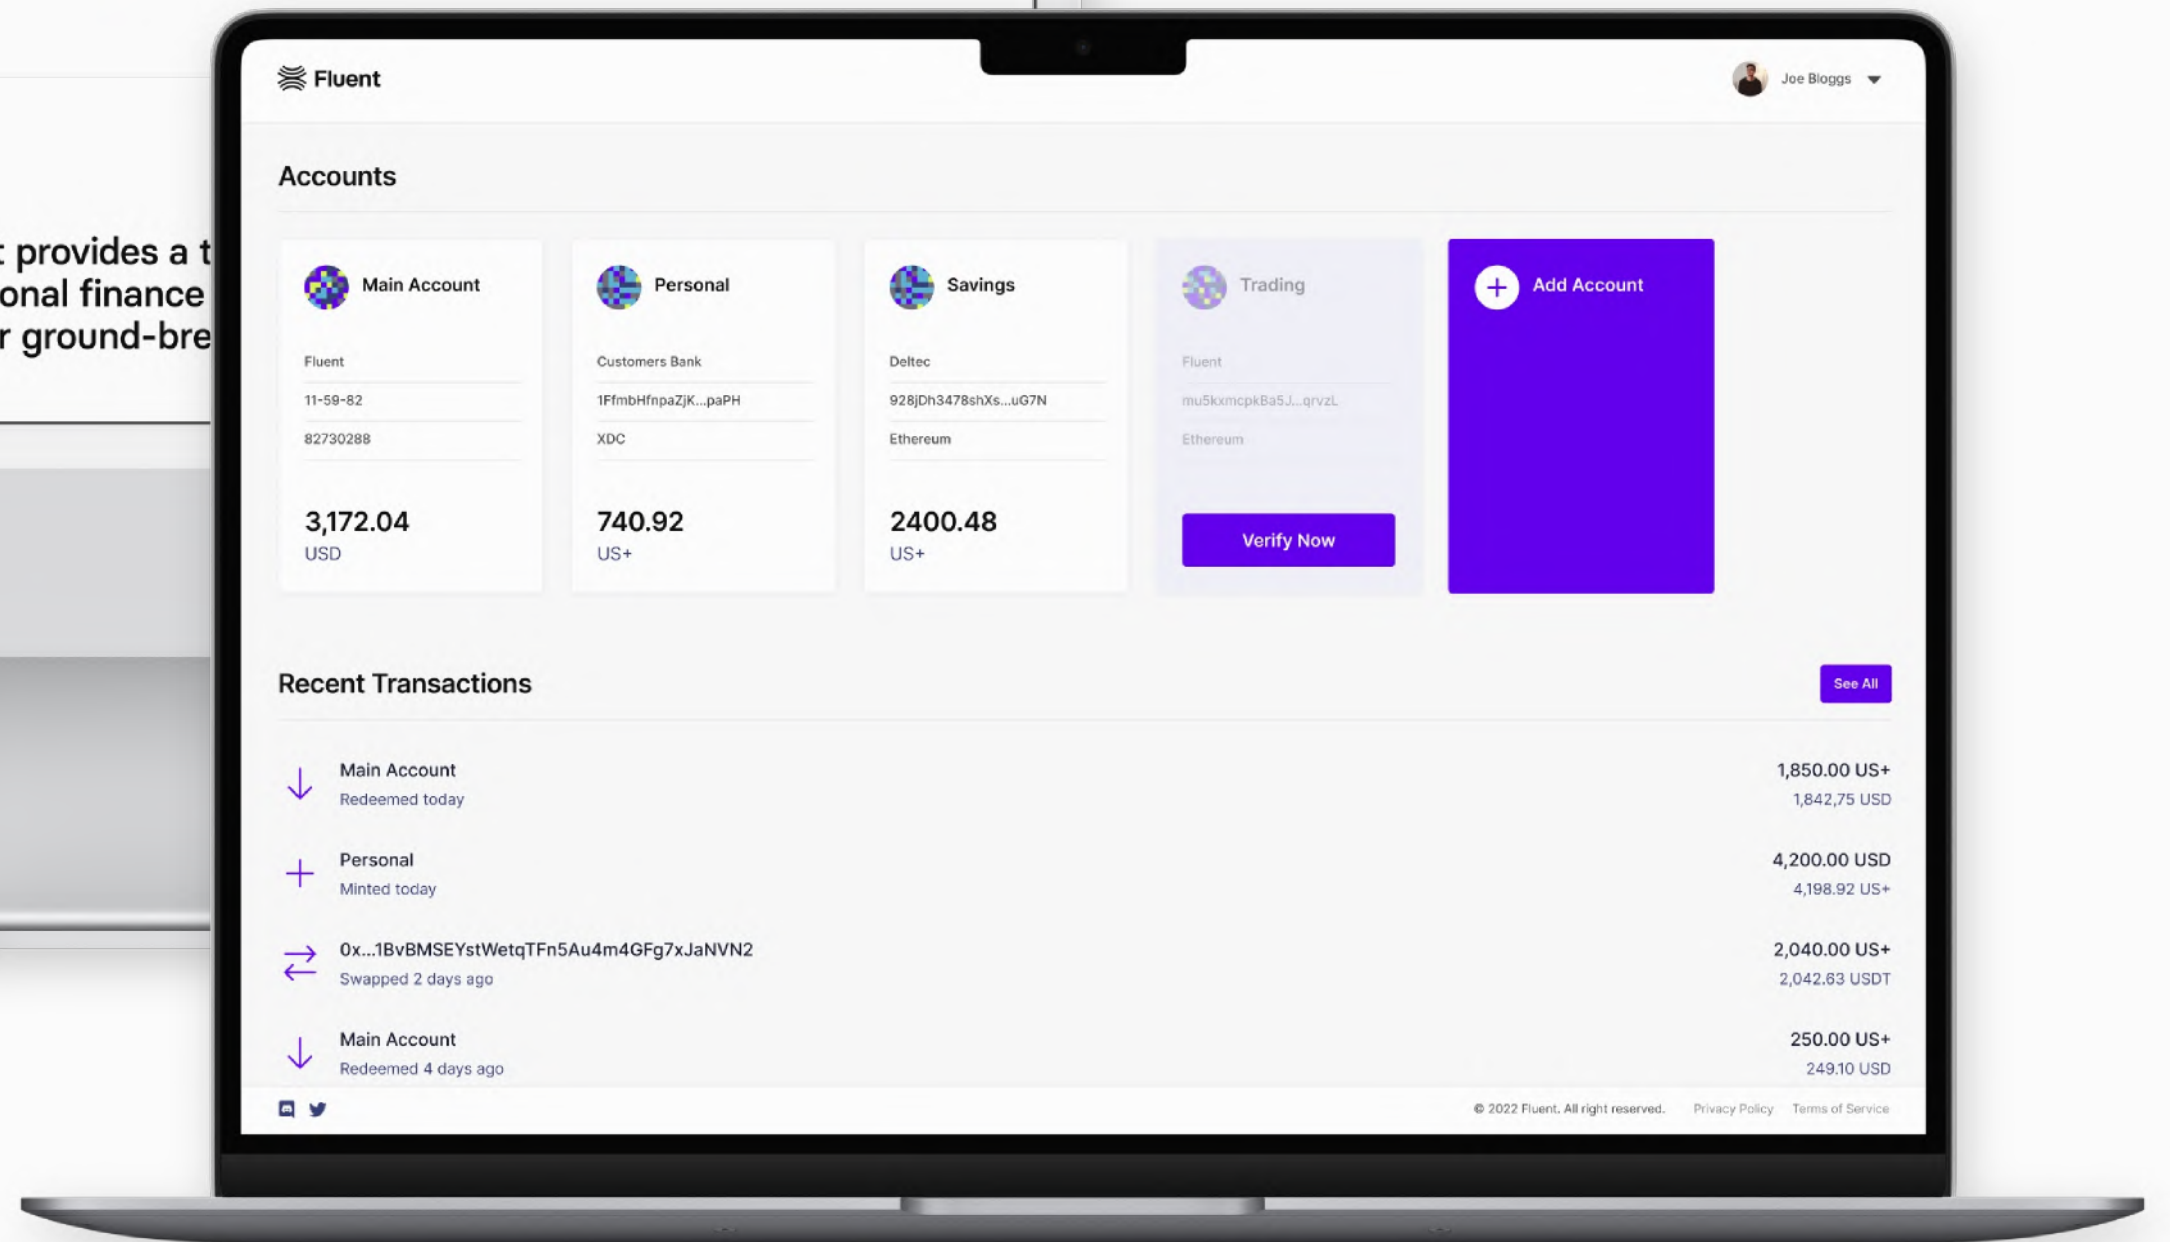 provides a t
onal finance
r ground-bre
Fluent
Joe Bloggs
Accounts
Main Account
Fluent
11-59-82
82730288
3,172.04
USD
Personal
Customers Bank
1FfmbHfnpaZjK...paPH
XDC
740.92
US+
Savings
Deltec
928jDh3478shXs...uG7N
Ethereum
2400.48
US+
Trading
Fluent
mu5kxmcpkBa5J...qrvzL
Ethereum
Verify Now
Add Account
Recent Transactions
See All
Main Account
Redeemed today
1,850.00 US+
1,842,75 USD
Personal
Minted today
4,200.00 USD
4,198.92 US+
0x...1BvBMSEYstWetqTFn5Au4m4GFg7xJaNVN2
Swapped 2 days ago
2,040.00 US+
2,042.63 USDT
Main Account
Redeemed 4 days ago
250.00 US+
249.10 USD
© 2022 Fluent. All right reserved.
Privacy Policy
Terms of Service